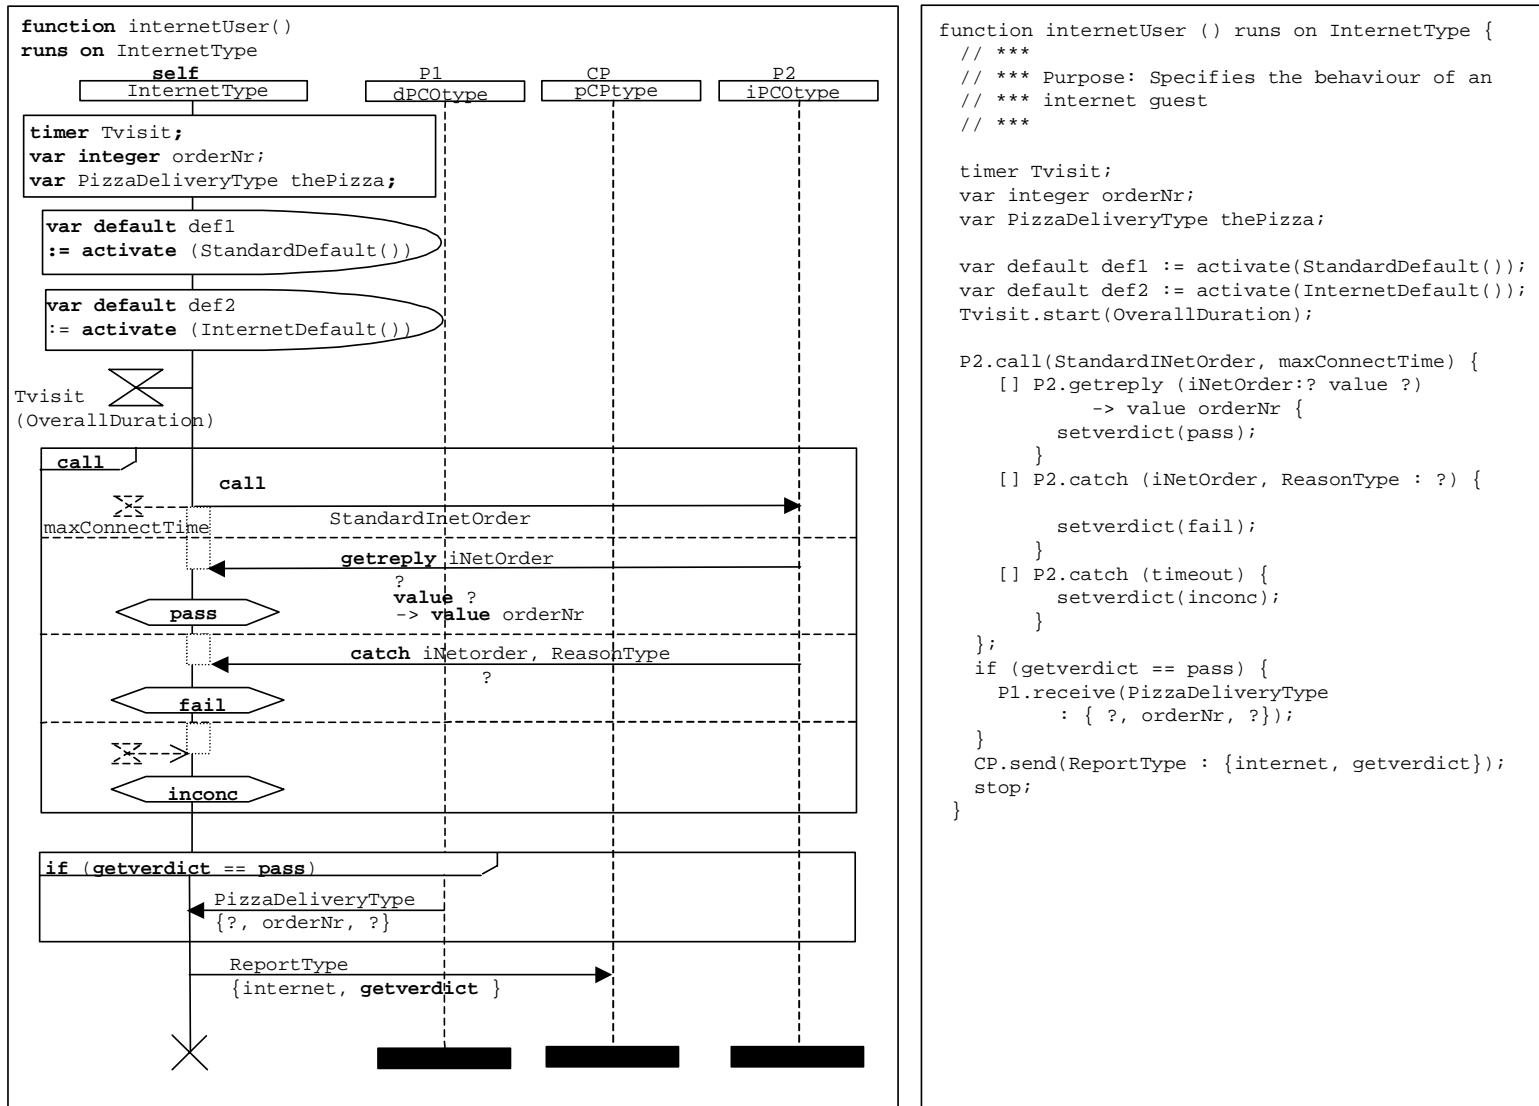 function internetUser()
runs on InternetType
self P1 CP P2
InternetType dPCOtype pCPtype iPCOtype
timer Tvisit;
var integer orderNr;
var PizzaDeliveryType thePizza;
var default def1
:= activate (StandardDefault())
var default def2
:= activate (InternetDefault())
Tvisit
(OverallDuration)
call
call
maxConnectTime StandardInetOrder
getreply iNetOrder
?
value ?
-> value orderNr
pass
catch iNetorder, ReasonType
?
fail
inconc
if (getverdict == pass)
PizzaDeliveryType
{?, orderNr, ?}
ReportType
{internet, getverdict }
function internetUser () runs on InternetType {
// ***
// *** Purpose: Specifies the behaviour of an
// *** internet guest
// ***
timer Tvisit;
var integer orderNr;
var PizzaDeliveryType thePizza;
var default def1 := activate(StandardDefault());
var default def2 := activate(InternetDefault());
Tvisit.start(OverallDuration);
P2.call(StandardINetOrder, maxConnectTime) {
[] P2.getreply (iNetOrder:? value ?)
-> value orderNr {
setverdict(pass);
}
[] P2.catch (iNetOrder, ReasonType : ?) {
setverdict(fail);
}
[] P2.catch (timeout) {
setverdict(inconc);
}
};
if (getverdict == pass) {
P1.receive(PizzaDeliveryType
: { ?, orderNr, ?});
}
CP.send(ReportType : {internet, getverdict});
stop;
}